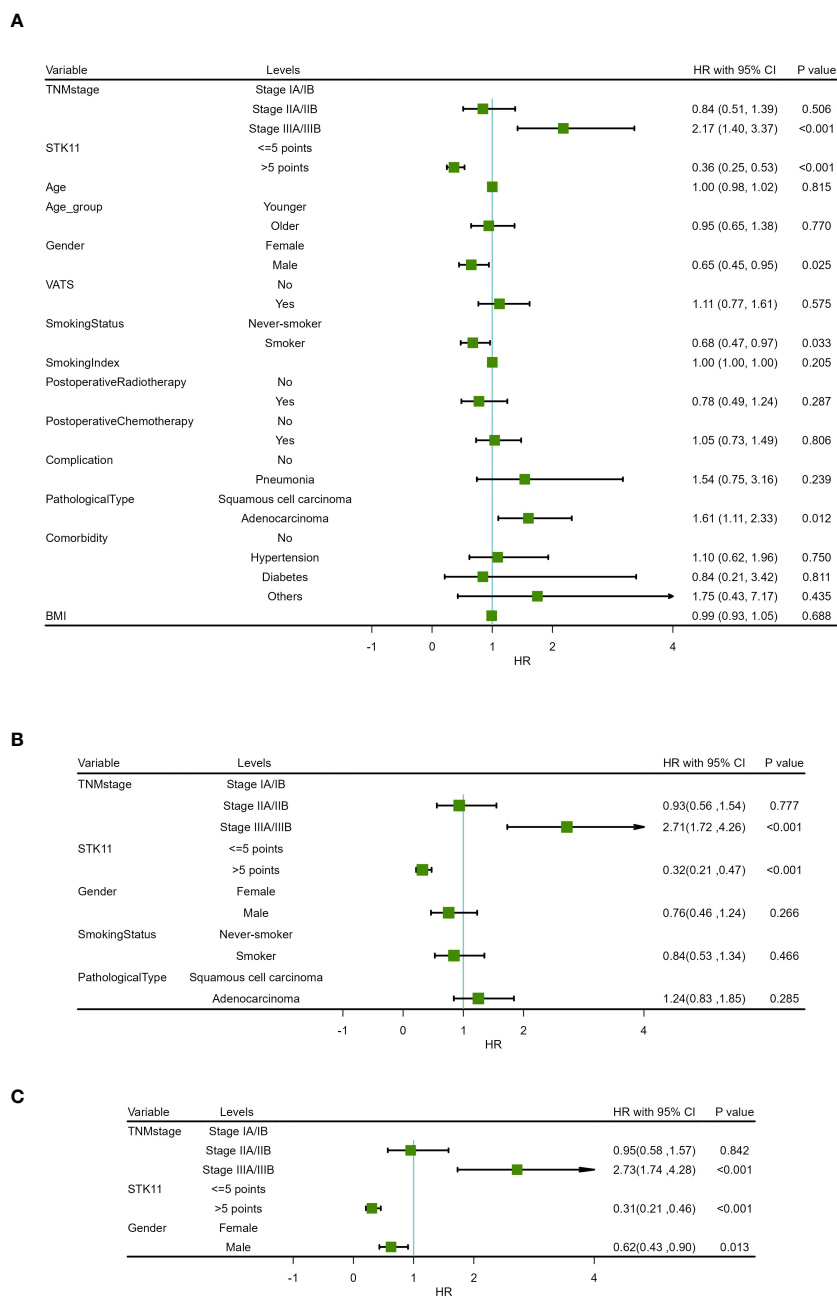 A
Variable Levels HR with 95% CI P value
TNMstage Stage IA/IB
Stage IIA/IIB 0.84 (0.51, 1.39) 0.506
Stage IIIA/IIIB 2.17 (1.40, 3.37) <0.001
STK11 <=5 points
>5 points 0.36 (0.25, 0.53) <0.001
Age 1.00 (0.98, 1.02) 0.815
Age_group Younger
Older 0.95 (0.65, 1.38) 0.770
Gender Female
Male 0.65 (0.45, 0.95) 0.025
VATS No
Yes 1.11 (0.77, 1.61) 0.575
SmokingStatus Never-smoker
Smoker 0.68 (0.47, 0.97) 0.033
SmokingIndex 1.00 (1.00, 1.00) 0.205
PostoperativeRadiotherapy No
Yes 0.78 (0.49, 1.24) 0.287
PostoperativeChemotherapy No
Yes 1.05 (0.73, 1.49) 0.806
Complication No
Pneumonia 1.54 (0.75, 3.16) 0.239
PathologicalType Squamous cell carcinoma
Adenocarcinoma 1.61 (1.11, 2.33) 0.012
Comorbidity No
Hypertension 1.10 (0.62, 1.96) 0.750
Diabetes 0.84 (0.21, 3.42) 0.811
Others 1.75 (0.43, 7.17) 0.435
BMI 0.99 (0.93, 1.05) 0.688
-1 0 1 2 4
HR
B
Variable Levels HR with 95% CI P value
TNMstage Stage IA/IB
Stage IIA/IIB 0.93(0.56 ,1.54) 0.777
Stage IIIA/IIIB 2.71(1.72 ,4.26) <0.001
STK11 <=5 points
>5 points 0.32(0.21 ,0.47) <0.001
Gender Female
Male 0.76(0.46 ,1.24) 0.266
SmokingStatus Never-smoker
Smoker 0.84(0.53 ,1.34) 0.466
PathologicalType Squamous cell carcinoma
Adenocarcinoma 1.24(0.83 ,1.85) 0.285
-1 0 1 2 4
HR
C
Variable Levels HR with 95% CI P value
TNMstage Stage IA/IB
Stage IIA/IIB 0.95(0.58 ,1.57) 0.842
Stage IIIA/IIIB 2.73(1.74 ,4.28) <0.001
STK11 <=5 points
>5 points 0.31(0.21 ,0.46) <0.001
Gender Female
Male 0.62(0.43 ,0.90) 0.013
-1 0 1 2 4
HR